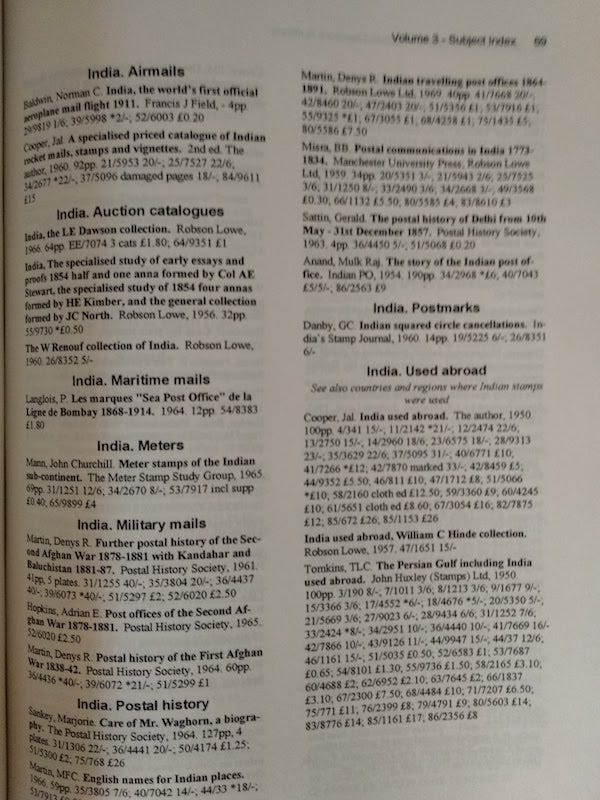 Volume 3 - Subject Index 69
India. Airmails
Baldwin, Norman C. India, the world's first official
aeroplane mail flight 1911. Francis J Field, - 4pp.
29/9819 1/6, 39/5998 *2/-, 52/6003 £0.20
Cooper, Jal. A specialised priced catalogue of Indian
rocket mails, stamps and vignettes. 2nd ed. The
author, 1960. 92pp. 21/5953 20/-, 25/7527 22/6,
34/2677 *22/-, 37/5096 damaged pages 18/-, 84/9611
£15
India. Auction catalogues
India, the LE Dawson collection. Robson Lowe,
1966. 64pp. EE/7074 3 cats £1.80; 64/9351 £1
India, The specialised study of early essays and
proofs 1854 half and one anna formed by Col AE
Stewart, the specialised study of 1854 four annas
formed by HE Kimber, and the general collection
formed by JC North. Robson Lowe, 1956. 32pp.
55/9730 *£0.50
The W Renouf collection of India. Robson Lowe,
1960. 26/8352 5/-
India. Maritime mails
Langlois, P. Les marques "Sea Post Office" de la
Ligne de Bombay 1868-1914. 1964. 12pp. 54/8383
£1.80
India. Meters
Mann, John Churchill. Meter stamps of the Indian
sub-continent. The Meter Stamp Study Group, 1965.
69pp. 31/1251 12/6, 34/2670 8/-, 53/7917 incl supp
£0.40; 65/9899 £4
India. Military mails
Martin, Denys R. Further postal history of the Sec-
ond Afghan War 1878-1881 with Kandahar and
Baluchistan 1881-87. Postal History Society, 1961.
41pp, 5 plates. 31/1255 40/-; 35/3804 20/-; 36/4437
40/-, 39/6073 *40/-; 51/5297 £2; 52/6020 £2.50
Hopkins, Adrian E. Post offices of the Second Af-
ghan War 1878-1881. Postal History Society, 1965.
52/6020 £2.50
Martin, Denys R. Postal history of the First Afghan
War 1838-42. Postal History Society, 1964. 60pp.
36/4436 *40/-, 39/6072 *21/-; 51/5299 £1
India. Postal history
Sankey, Marjorie. Care of Mr. Waghorn, a biogra-
phy. The Postal History Society, 1964. 127pp, 4
plates. 31/1306 22/-; 36/4441 20/-; 50/4174 £1.25;
51/5300 £2; 75/768 £26
Martin, MFC. English names for Indian places.
1966. 59pp. 35/3805 7/6; 40/7042 14/-, 44/33 *18/-;
Martin, Denys R. Indian travelling post offices 1864-
1891. Robson Lowe Ltd, 1969. 40pp. 41/7668 20/-,
42/8460 20/-, 47/2403 20/-, 51/5356 £1, 53/7916 £1,
55/9325 *£1; 67/3055 £1; 68/4258 £1; 75/1435 £5;
80/5586 £7.50
Misra, BB. Postal communications in India 1773-
1834. Manchester University Press, Robson Lowe
Ltd, 1959. 34pp. 20/5351 3/-, 21/5943 2/6; 25/7525
3/6, 31/1250 8/-, 33/2490 3/6, 34/2668 3/-, 49/3568
£0.30, 66/1132 £5.50, 80/5585 £4; 83/8610 £3
Sattin, Gerald. The postal history of Delhi from 10th
May - 31st December 1857. Postal History Society,
1963. 4pp. 36/4450 5/-, 51/5068 £0.20
Anand, Mulk Raj. The story of the Indian post of-
fice. Indian PO, 1954. 190pp. 34/2968 *£6, 40/7043
£5/5/-; 86/2563 £9
India. Postmarks
Danby, GC. Indian squared circle cancellations. In-
dia's Stamp Journal, 1960. 14pp. 19/5225 6/-, 26/8351
6/-
India. Used abroad
See also countries and regions where Indian stamps
were used
Cooper, Jal. India used abroad. The author, 1950.
100pp. 4/341 15/-, 11/2142 *21/-, 12/2474 22/6,
13/2750 15/-, 14/2960 18/6; 23/6575 18/-; 28/9313
23/-, 35/3629 22/6; 37/5095 31/-, 40/6771 £10;
41/7266 *£12; 42/7870 marked 33/-, 42/8459 £5;
44/9352 £5.50; 46/811 £10; 47/1712 £8; 51/5066
*£10; 58/2160 cloth ed £12.50; 59/3360 £9; 60/4245
£10; 61/5651 cloth ed £8.60; 67/3054 £16; 82/7875
£12; 85/672 £26; 85/1153 £26
India used abroad, William C Hinde collection.
Robson Lowe, 1957. 47/1651 15/-
Tomkins, TLC. The Persian Gulf including India
used abroad. John Huxley (Stamps) Ltd, 1950.
100pp. 3/190 8/-; 7/1011 3/6; 8/1213 3/6; 9/1677 9/-;
15/3366 3/6; 17/4552 *6/-; 18/4676 *5/-, 20/5350 5/-;
21/5669 3/6; 27/9023 6/-; 28/9434 6/6; 31/1252 7/6;
33/2424 *8/-; 34/2951 10/-; 36/4440 10/-, 41/7669 16/-
42/7866 10/-; 43/9126 11/-; 44/9947 15/-; 44/37 12/6;
46/1161 15/-; 51/5035 £0.50; 52/6583 £1; 53/7687
£0.65; 54/8101 £1.30; 55/9736 £1.50; 58/2165 £3.10;
60/4688 £2; 62/6952 £2.10; 63/7645 £2; 66/1837
£3.10; 67/2300 £7.50; 68/4484 £10; 71/7207 £6.50;
75/771 £11; 76/2399 £8; 79/4791 £9; 80/5603 £14;
83/8776 £14; 85/1161 £17; 86/2356 £8